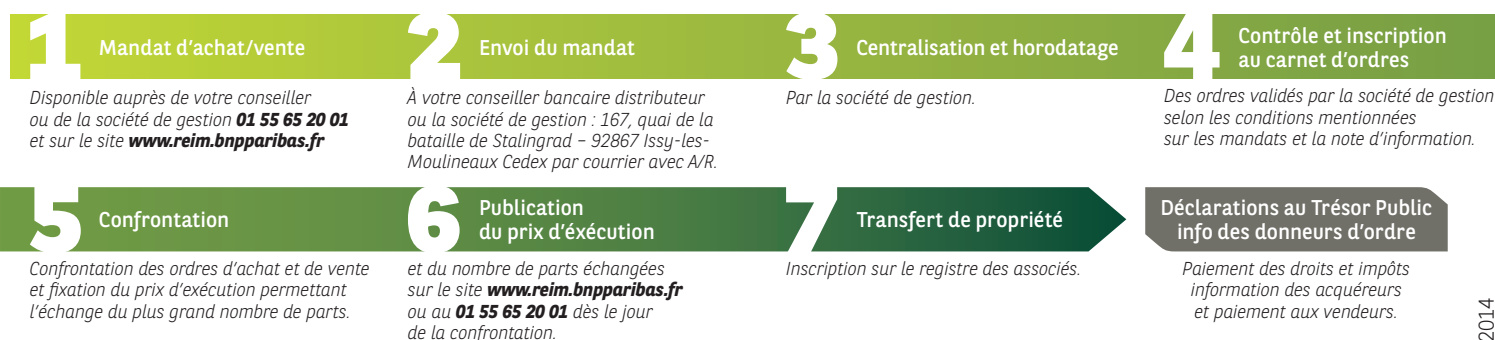 1 Mandat d'achat/vente
Disponible auprès de votre conseiller
ou de la société de gestion 01 55 65 20 01
et sur le site www.reim.bnpparibas.fr
2 Envoi du mandat
À votre conseiller bancaire distributeur
ou la société de gestion : 167, quai de la
bataille de Stalingrad – 92867 Issy-les-
Moulineaux Cedex par courrier avec A/R.
3 Centralisation et horodatage
Par la société de gestion.
4 Contrôle et inscription
au carnet d'ordres
Des ordres validés par la société de gestion
selon les conditions mentionnées
sur les mandats et la note d'information.
5 Confrontation
Confrontation des ordres d'achat et de vente
et fixation du prix d'exécution permettant
l'échange du plus grand nombre de parts.
6 Publication
du prix d'éxécution
et du nombre de parts échangées
sur le site www.reim.bnpparibas.fr
ou au 01 55 65 20 01 dès le jour
de la confrontation.
7 Transfert de propriété
Inscription sur le registre des associés.
Déclarations au Trésor Public
info des donneurs d'ordre
Paiement des droits et impôts
information des acquéreurs
et paiement aux vendeurs.
2014